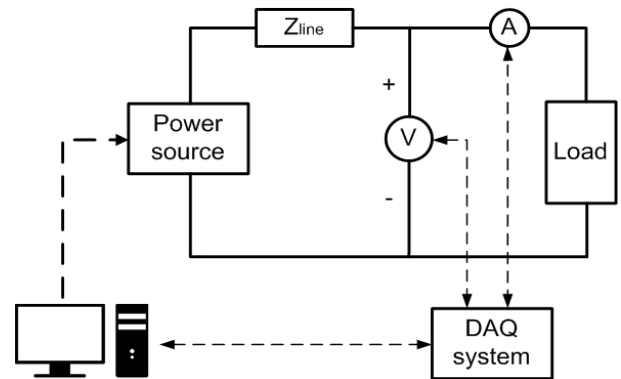 Zline
A
+
Power
source
V
Load
-
DAQ
system